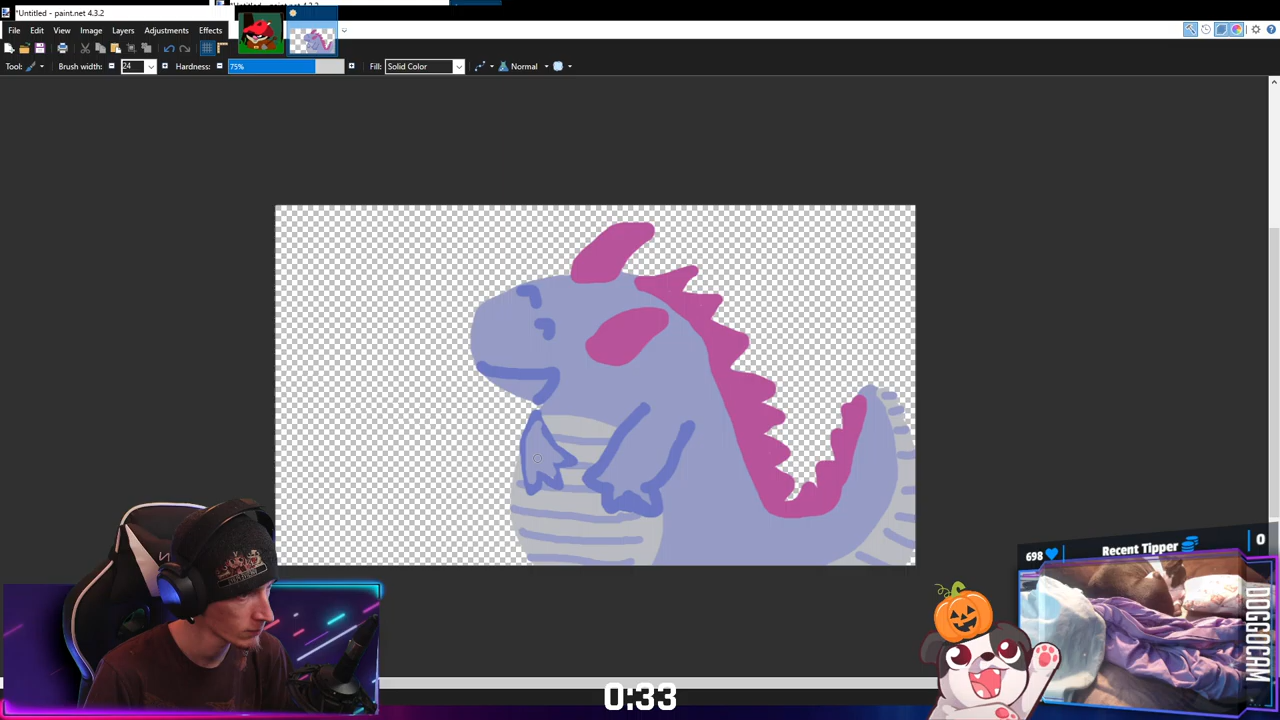 *Untitled - paint.net 4.3.2
File Edit View Image Layers Adjustments Effects
Tool: Brush width: 24 Hardness: 75% Fill: Solid Color Normal
698 Recent Tipper 0
DOGGOCAM
0:33